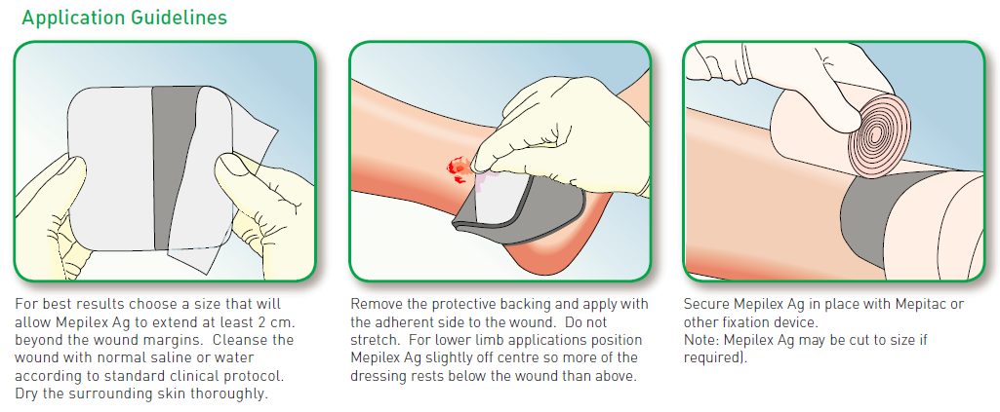 Application Guidelines
For best results choose a size that will
allow Mepilex Ag to extend at least 2 cm.
beyond the wound margins. Cleanse the
wound with normal saline or water
according to standard clinical protocol.
Dry the surrounding skin thoroughly.
Remove the protective backing and apply with
the adherent side to the wound. Do not
stretch. For lower limb applications position
Mepilex Ag slightly off centre so more of the
dressing rests below the wound than above.
Secure Mepilex Ag in place with Mepitac or
other fixation device.
Note: Mepilex Ag may be cut to size if
required).